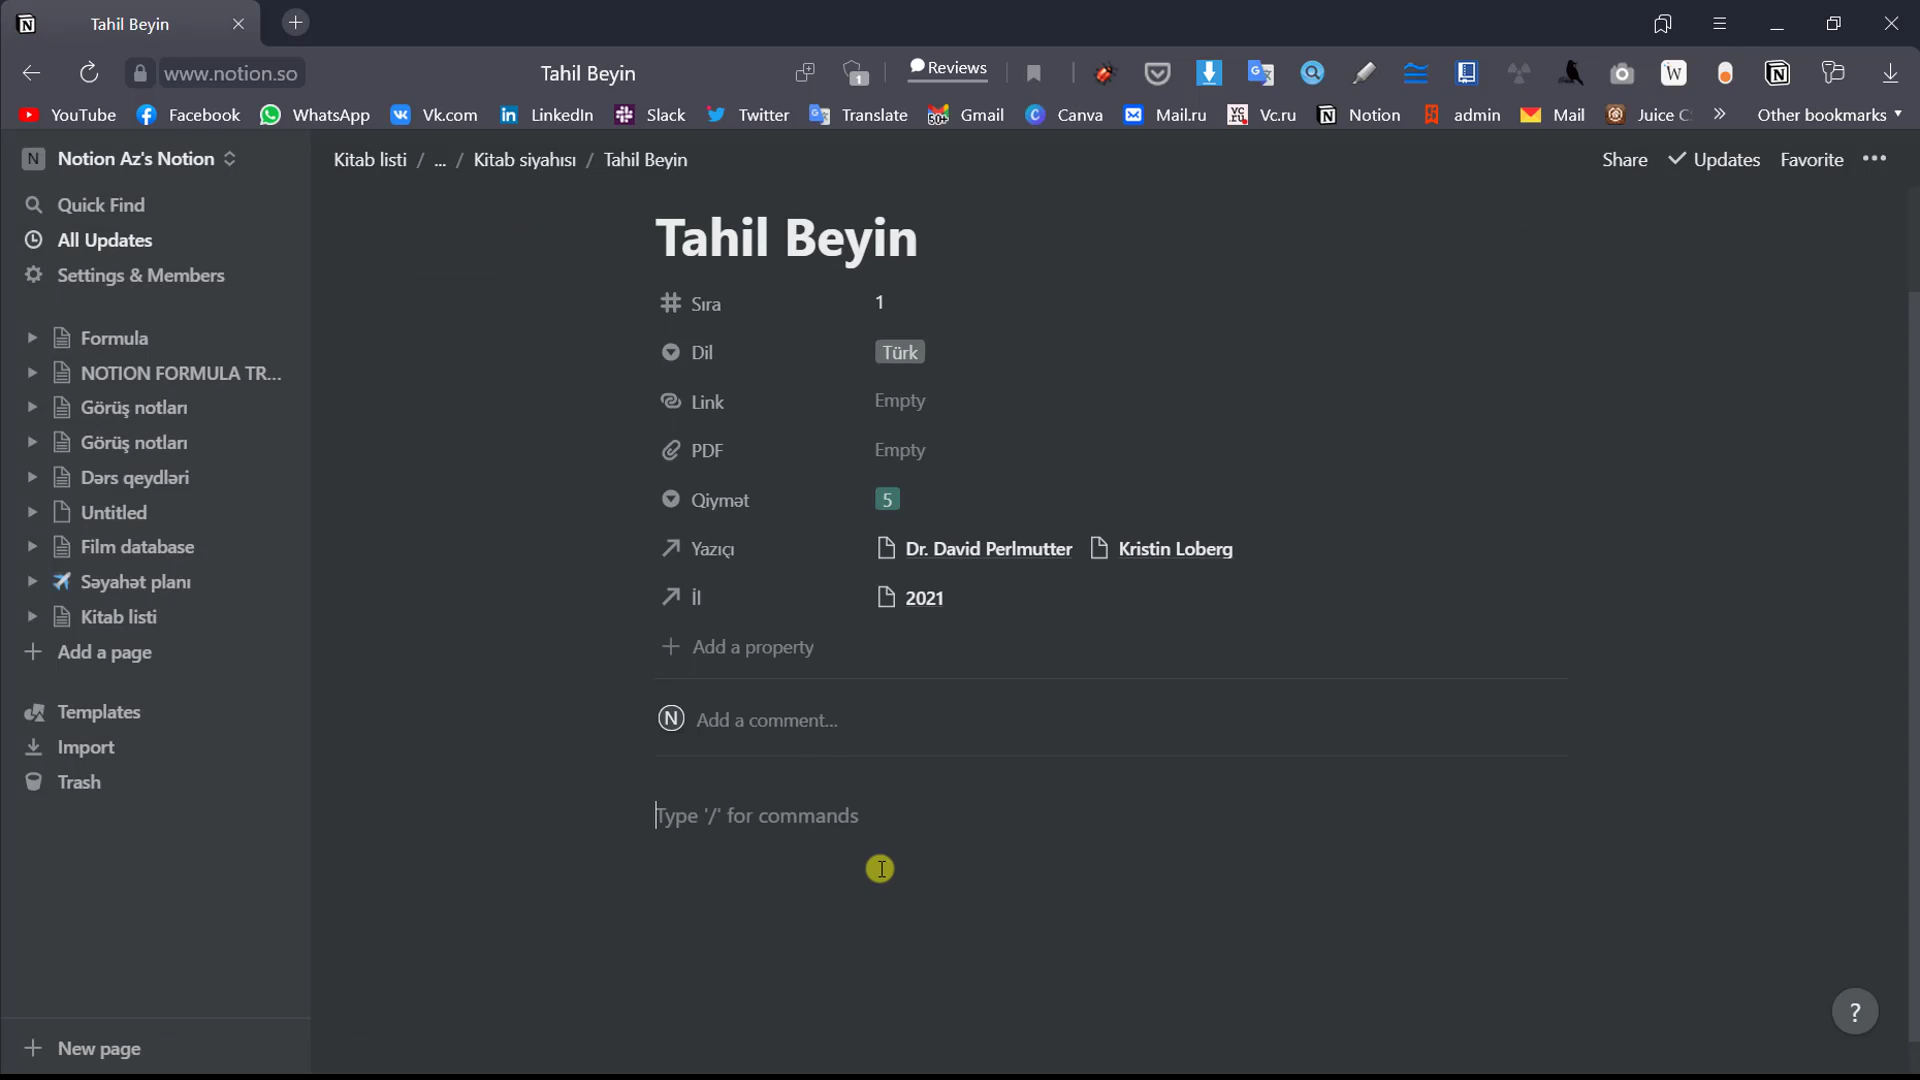 Tahil Beyin
www.notion.so
Tahil Beyin
1
Reviews
YouTube
Facebook
WhatsApp
Vk.com
LinkedIn
Slack
Twitter
Translate
50+
Gmail
Canva
Mail.ru
Vc.ru
Notion
admin
Mail
Juice C
Other bookmarks
N
Notion Az's Notion
Kitab listi / ... / Kitab siyahısı / Tahil Beyin
Share
Updates
Favorite
Quick Find
All Updates
Settings & Members
Formula
NOTION FORMULA TR...
Görüş notları
Görüş notları
Dərs qeydləri
Untitled
Film database
Səyahət planı
Kitab listi
Add a page
Templates
Import
Trash
New page
Tahil Beyin
Sıra 1
Dil Türk
Link Empty
PDF Empty
Qiymət 5
Yazıçı Dr. David Perlmutter Kristin Loberg
İl 2021
Add a property
N Add a comment...
Type '/' for commands
?